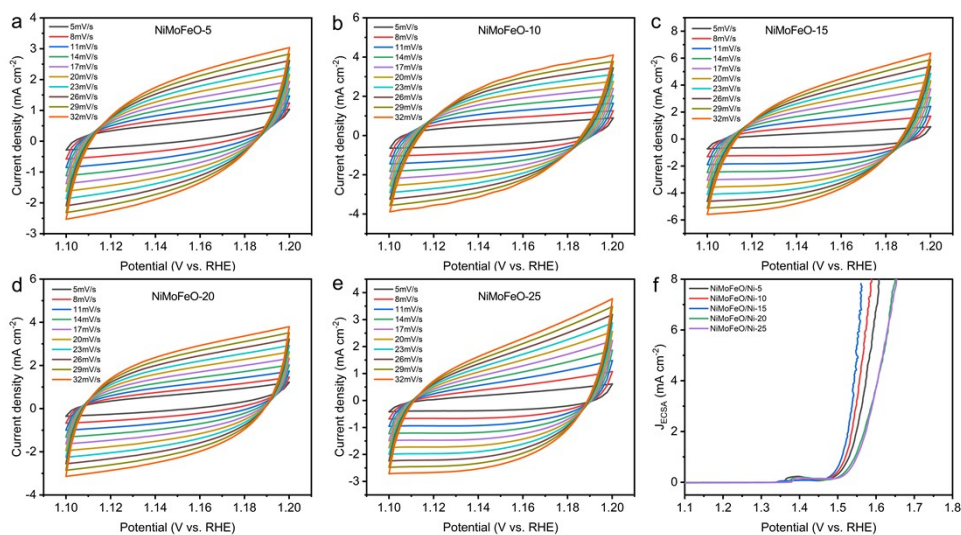 a
NiMoFeO-5
5mV/s
8mV/s
11mV/s
14mV/s
17mV/s
20mV/s
23mV/s
26mV/s
29mV/s
32mV/s
4
3
2
1
0
-1
-2
-3
1.10 1.12 1.14 1.16 1.18 1.20
Current density (mA cm⁻²)
Potential (V vs. RHE)
b
NiMoFeO-10
5mV/s
8mV/s
11mV/s
14mV/s
17mV/s
20mV/s
23mV/s
26mV/s
29mV/s
32mV/s
6
4
2
0
-2
-4
1.10 1.12 1.14 1.16 1.18 1.20
Current density (mA cm⁻²)
Potential (V vs. RHE)
c
NiMoFeO-15
5mV/s
8mV/s
11mV/s
14mV/s
17mV/s
20mV/s
23mV/s
26mV/s
29mV/s
32mV/s
8
6
4
2
0
-2
-4
-6
1.10 1.12 1.14 1.16 1.18 1.20
Current density (mA cm⁻²)
Potential (V vs. RHE)
d
NiMoFeO-20
5mV/s
8mV/s
11mV/s
14mV/s
17mV/s
20mV/s
23mV/s
26mV/s
29mV/s
32mV/s
6
4
2
0
-2
-4
1.10 1.12 1.14 1.16 1.18 1.20
Current density (mA cm⁻²)
Potential (V vs. RHE)
e
NiMoFeO-25
5mV/s
8mV/s
11mV/s
14mV/s
17mV/s
20mV/s
23mV/s
26mV/s
29mV/s
32mV/s
4
3
2
1
0
-1
-2
-3
1.10 1.12 1.14 1.16 1.18 1.20
Current density (mA cm⁻²)
Potential (V vs. RHE)
f
NiMoFeO/Ni-5
NiMoFeO/Ni-10
NiMoFeO/Ni-15
NiMoFeO/Ni-20
NiMoFeO/Ni-25
8
6
4
2
0
1.1 1.2 1.3 1.4 1.5 1.6 1.7 1.8
J_ECSA (mA cm⁻²)
Potential (V vs. RHE)